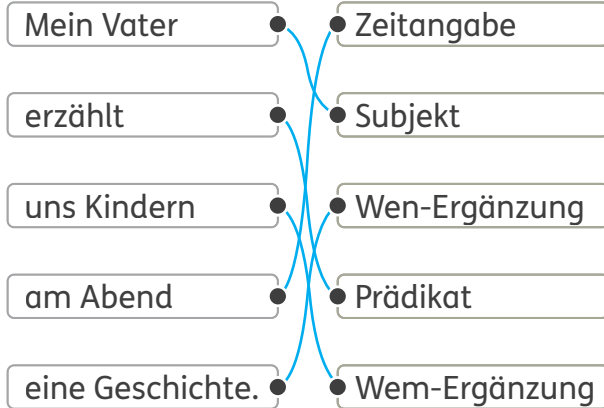 Mein Vater
Zeitangabe
erzählt
Subjekt
uns Kindern
Wen-Ergänzung
am Abend
Prädikat
eine Geschichte.
Wem-Ergänzung